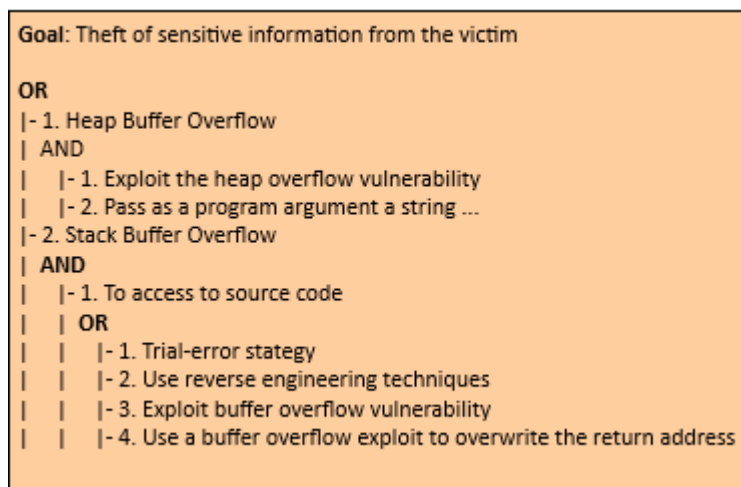 Goal: Theft of sensitive information from the victim
OR
|- 1. Heap Buffer Overflow
| AND
| |- 1. Exploit the heap overflow vulnerability
| |- 2. Pass as a program argument a string ...
|- 2. Stack Buffer Overflow
| AND
| |- 1. To access to source code
| | OR
| | |- 1. Trial-error stategy
| | |- 2. Use reverse engineering techniques
| | |- 3. Exploit buffer overflow vulnerability
| | |- 4. Use a buffer overflow exploit to overwrite the return address